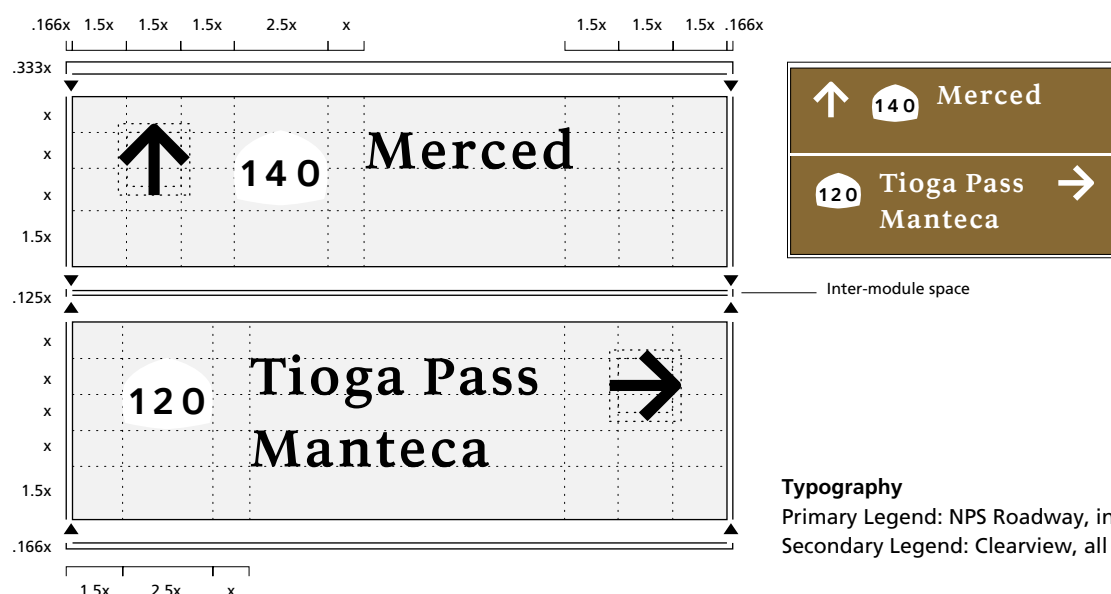 .166x 1.5x 1.5x 1.5x 2.5x x 1.5x 1.5x 1.5x .166x
.333x
x
x
x
1.5x
140 Merced
140 Merced
120 Tioga Pass
Manteca
.125x
Inter-module space
x
x
x
x
1.5x
120 Tioga Pass
Manteca
.166x
1.5x 2.5x x
Typography
Primary Legend: NPS Roadway, in
Secondary Legend: Clearview, all